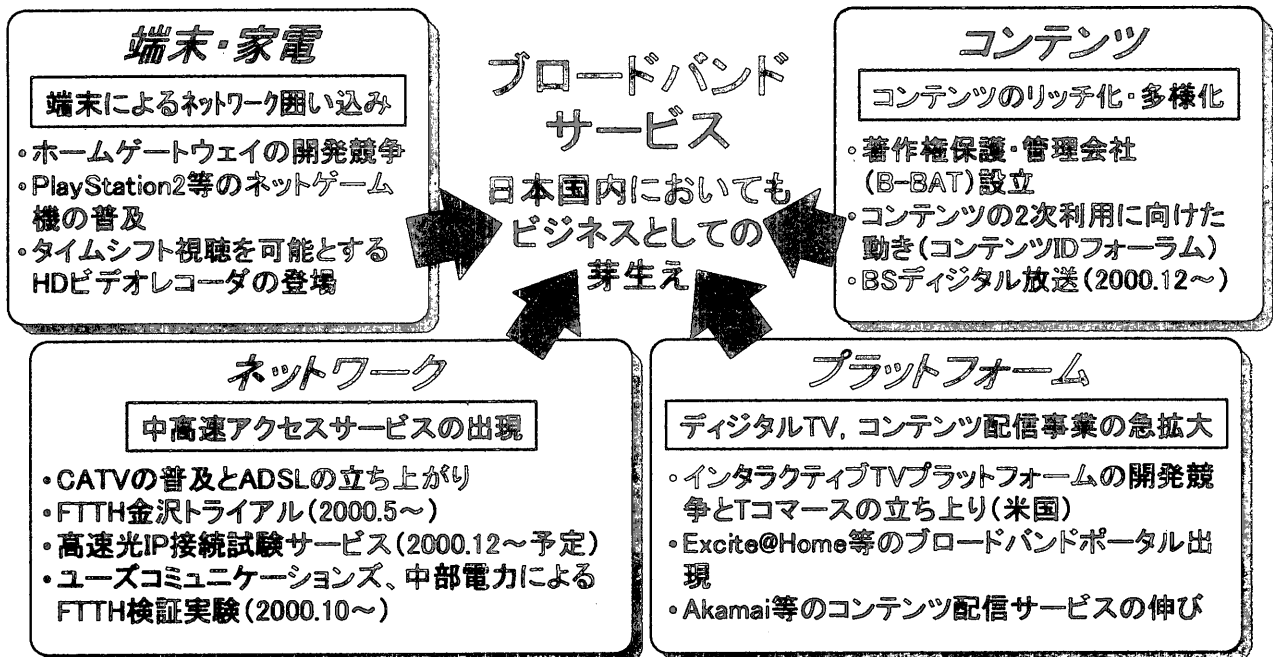 端末・家電
端末によるネットワーク囲い込み
・ホームゲートウェイの開発競争
・PlayStation2等のネットゲーム
機の普及
・タイムシフト視聴を可能とする
HDビデオレコーダの登場
ブロードバンド
サービス
日本国内においても
ビジネスとしての
芽生え
コンテンツ
コンテンツのリッチ化・多様化
・著作権保護・管理会社
(B-BAT)設立
・コンテンツの2次利用に向けた
動き(コンテンツIDフォーラム)
・BSディジタル放送(2000.12～)
ネットワーク
中高速アクセスサービスの出現
・CATVの普及とADSLの立ち上がり
・FTTH金沢トライアル(2000.5～)
・高速光IP接続試験サービス(2000.12～予定)
・ユーズコミュニケーションズ、中部電力による
FTTH検証実験(2000.10～)
プラットフォーム
ディジタルTV, コンテンツ配信事業の急拡大
・インタラクティブTVプラットフォームの開発競
争とTコマースの立ち上り(米国)
・Excite@Home等のブロードバンドポータル出
現
・Akamai等のコンテンツ配信サービスの伸び